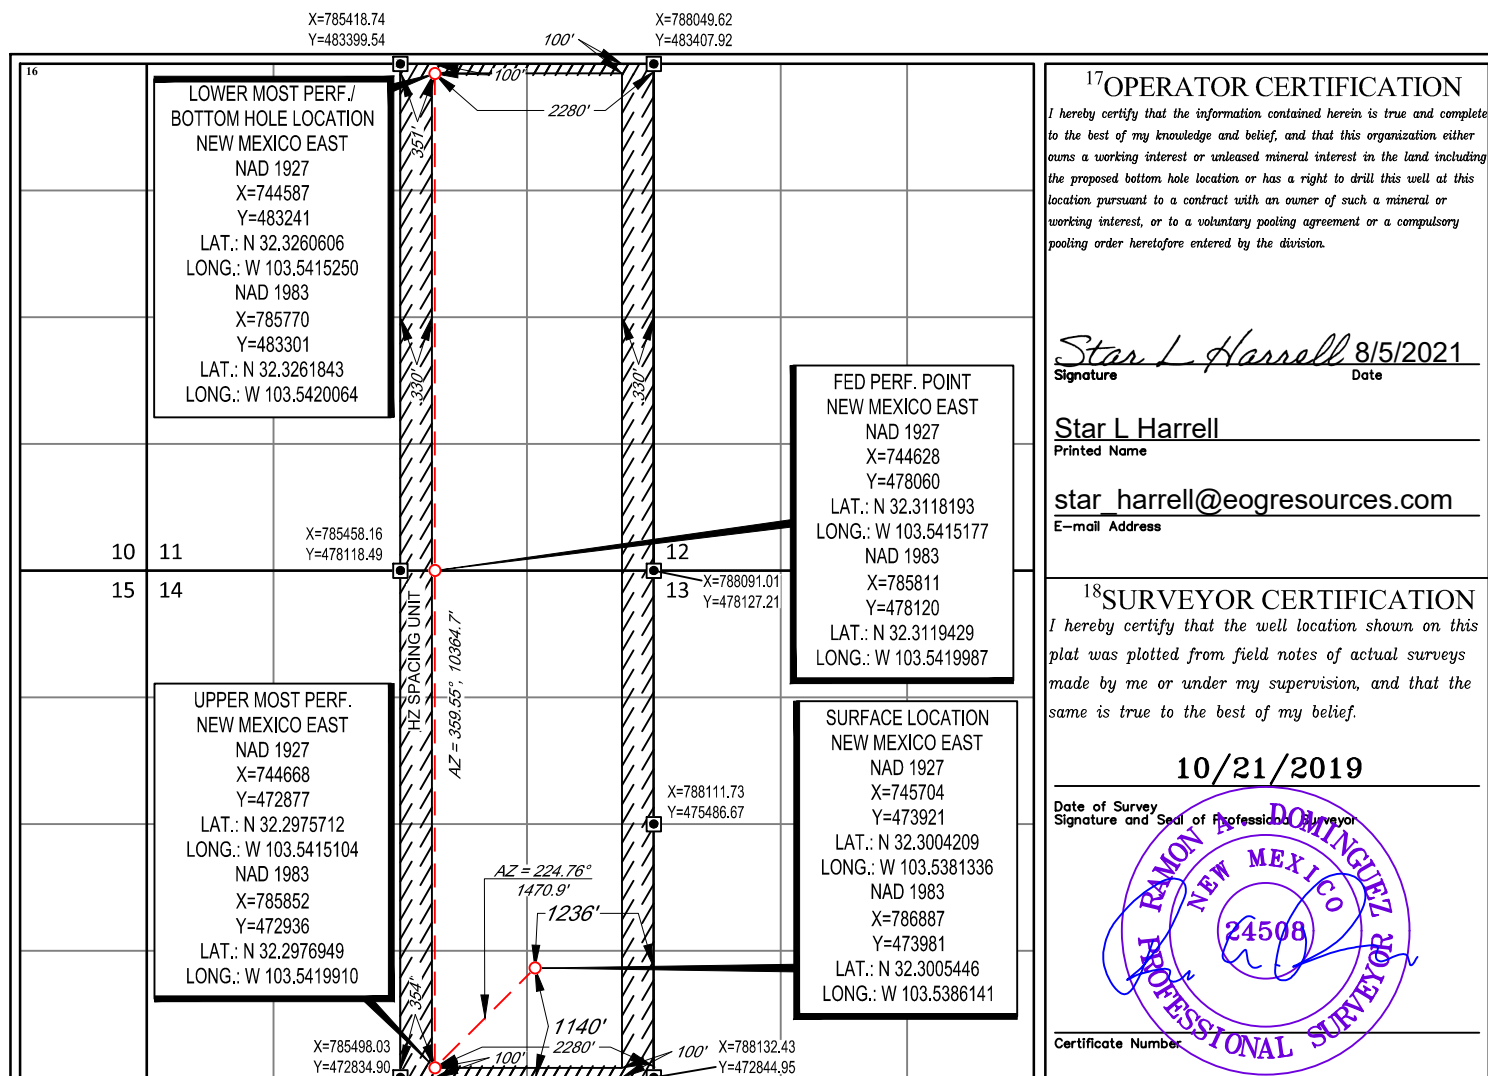 X=785418.74
Y=483399.54
X=788049.62
Y=483407.92
100'
16
100'
2280'
351'
LOWER MOST PERF./
BOTTOM HOLE LOCATION
NEW MEXICO EAST
NAD 1927
X=744587
Y=483241
LAT.: N 32.3260606
LONG.: W 103.5415250
NAD 1983
X=785770
Y=483301
LAT.: N 32.3261843
LONG.: W 103.5420064
330'
330'
FED PERF. POINT
NEW MEXICO EAST
NAD 1927
X=744628
Y=478060
LAT.: N 32.3118193
LONG.: W 103.5415177
NAD 1983
X=785811
Y=478120
LAT.: N 32.3119429
LONG.: W 103.5419987
X=785458.16
Y=478118.49
10
11
12
15
14
13
X=788091.01
Y=478127.21
HZ SPACING UNIT
AZ = 359.55°, 10364.7'
UPPER MOST PERF.
NEW MEXICO EAST
NAD 1927
X=744668
Y=472877
LAT.: N 32.2975712
LONG.: W 103.5415104
NAD 1983
X=785852
Y=472936
LAT.: N 32.2976949
LONG.: W 103.5419910
SURFACE LOCATION
NEW MEXICO EAST
NAD 1927
X=745704
Y=473921
LAT.: N 32.3004209
LONG.: W 103.5381336
NAD 1983
X=786887
Y=473981
LAT.: N 32.3005446
LONG.: W 103.5386141
X=788111.73
Y=475486.67
AZ = 224.76°
1470.9'
1236'
354'
1140'
2280'
100'
100'
X=785498.03
Y=472834.90
X=788132.43
Y=472844.95
17OPERATOR CERTIFICATION
I hereby certify that the information contained herein is true and complete
to the best of my knowledge and belief, and that this organization either
owns a working interest or unleased mineral interest in the land including
the proposed bottom hole location or has a right to drill this well at this
location pursuant to a contract with an owner of such a mineral or
working interest, or to a voluntary pooling agreement or a compulsory
pooling order heretofore entered by the division.
Star L Harrell 8/5/2021
Signature Date
Star L Harrell
Printed Name
star_harrell@eogresources.com
E-mail Address
18SURVEYOR CERTIFICATION
I hereby certify that the well location shown on this
plat was plotted from field notes of actual surveys
made by me or under my supervision, and that the
same is true to the best of my belief.
10/21/2019
Date of Survey
Signature and Seal of Professional Surveyor
RAMON A. DOMINGUEZ
NEW MEXICO
24508
PROFESSIONAL SURVEYOR
Certificate Number